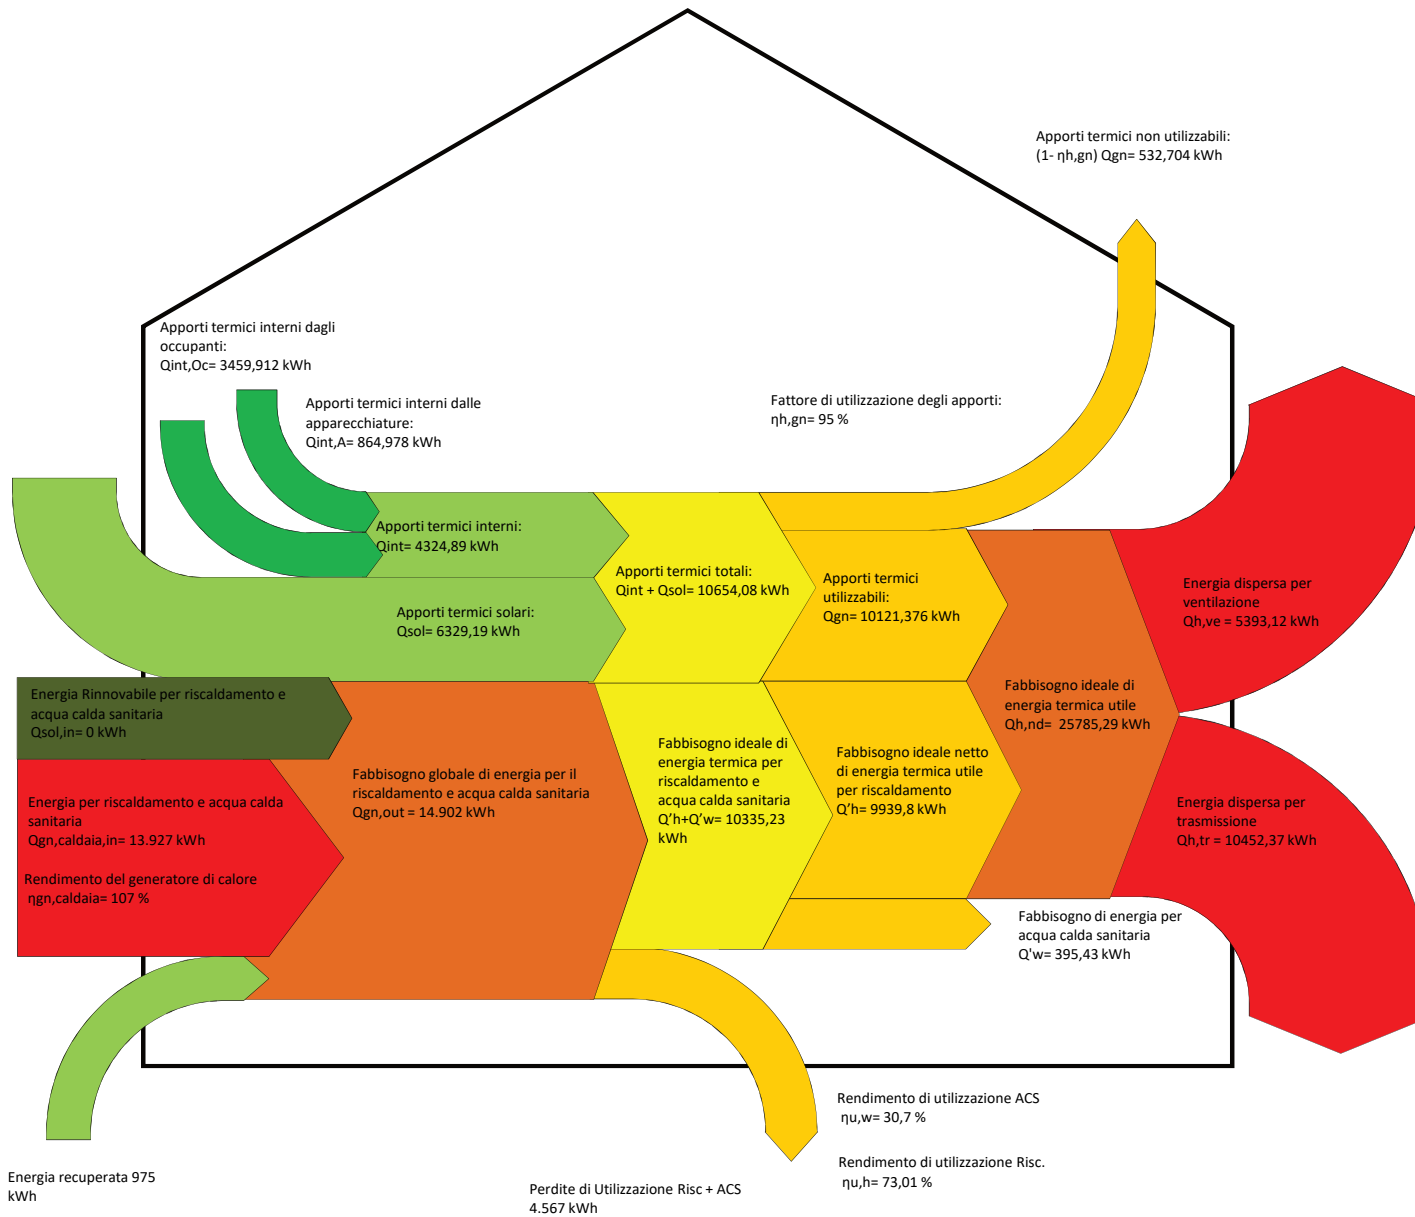 Apporti termici non utilizzabili:
(1- ηh,gn) Qgn= 532,704 kWh
Apporti termici interni dagli
occupanti:
Qint,Oc= 3459,912 kWh
Apporti termici interni dalle
apparecchiature:
Qint,A= 864,978 kWh
Fattore di utilizzazione degli apporti:
ηh,gn= 95 %
Apporti termici interni:
Qint= 4324,89 kWh
Apporti termici totali:
Qint + Qsol= 10654,08 kWh
Apporti termici
utilizzabili:
Qgn= 10121,376 kWh
Energia dispersa per
ventilazione
Qh,ve = 5393,12 kWh
Apporti termici solari:
Qsol= 6329,19 kWh
Energia Rinnovabile per riscaldamento e
acqua calda sanitaria
Qsol,in= 0 kWh
Fabbisogno ideale di
energia termica utile
Qh,nd=  25785,29 kWh
Fabbisogno globale di energia per il
riscaldamento e acqua calda sanitaria
Qgn,out = 14.902 kWh
Fabbisogno ideale di
energia termica per
riscaldamento e
acqua calda sanitaria
Q’h+Q’w= 10335,23
kWh
Fabbisogno ideale netto
di energia termica utile
per riscaldamento
Q’h= 9939,8 kWh
Energia per riscaldamento e acqua calda
sanitaria
Qgn,caldaia,in= 13.927 kWh
Energia dispersa per
trasmissione
Qh,tr = 10452,37 kWh
Rendimento del generatore di calore
ηgn,caldaia= 107 %
Fabbisogno di energia per
acqua calda sanitaria
Q'w= 395,43 kWh
Rendimento di utilizzazione ACS
ηu,w= 30,7 %
Rendimento di utilizzazione Risc.
ηu,h= 73,01 %
Energia recuperata 975
kWh
Perdite di Utilizzazione Risc + ACS
4.567 kWh